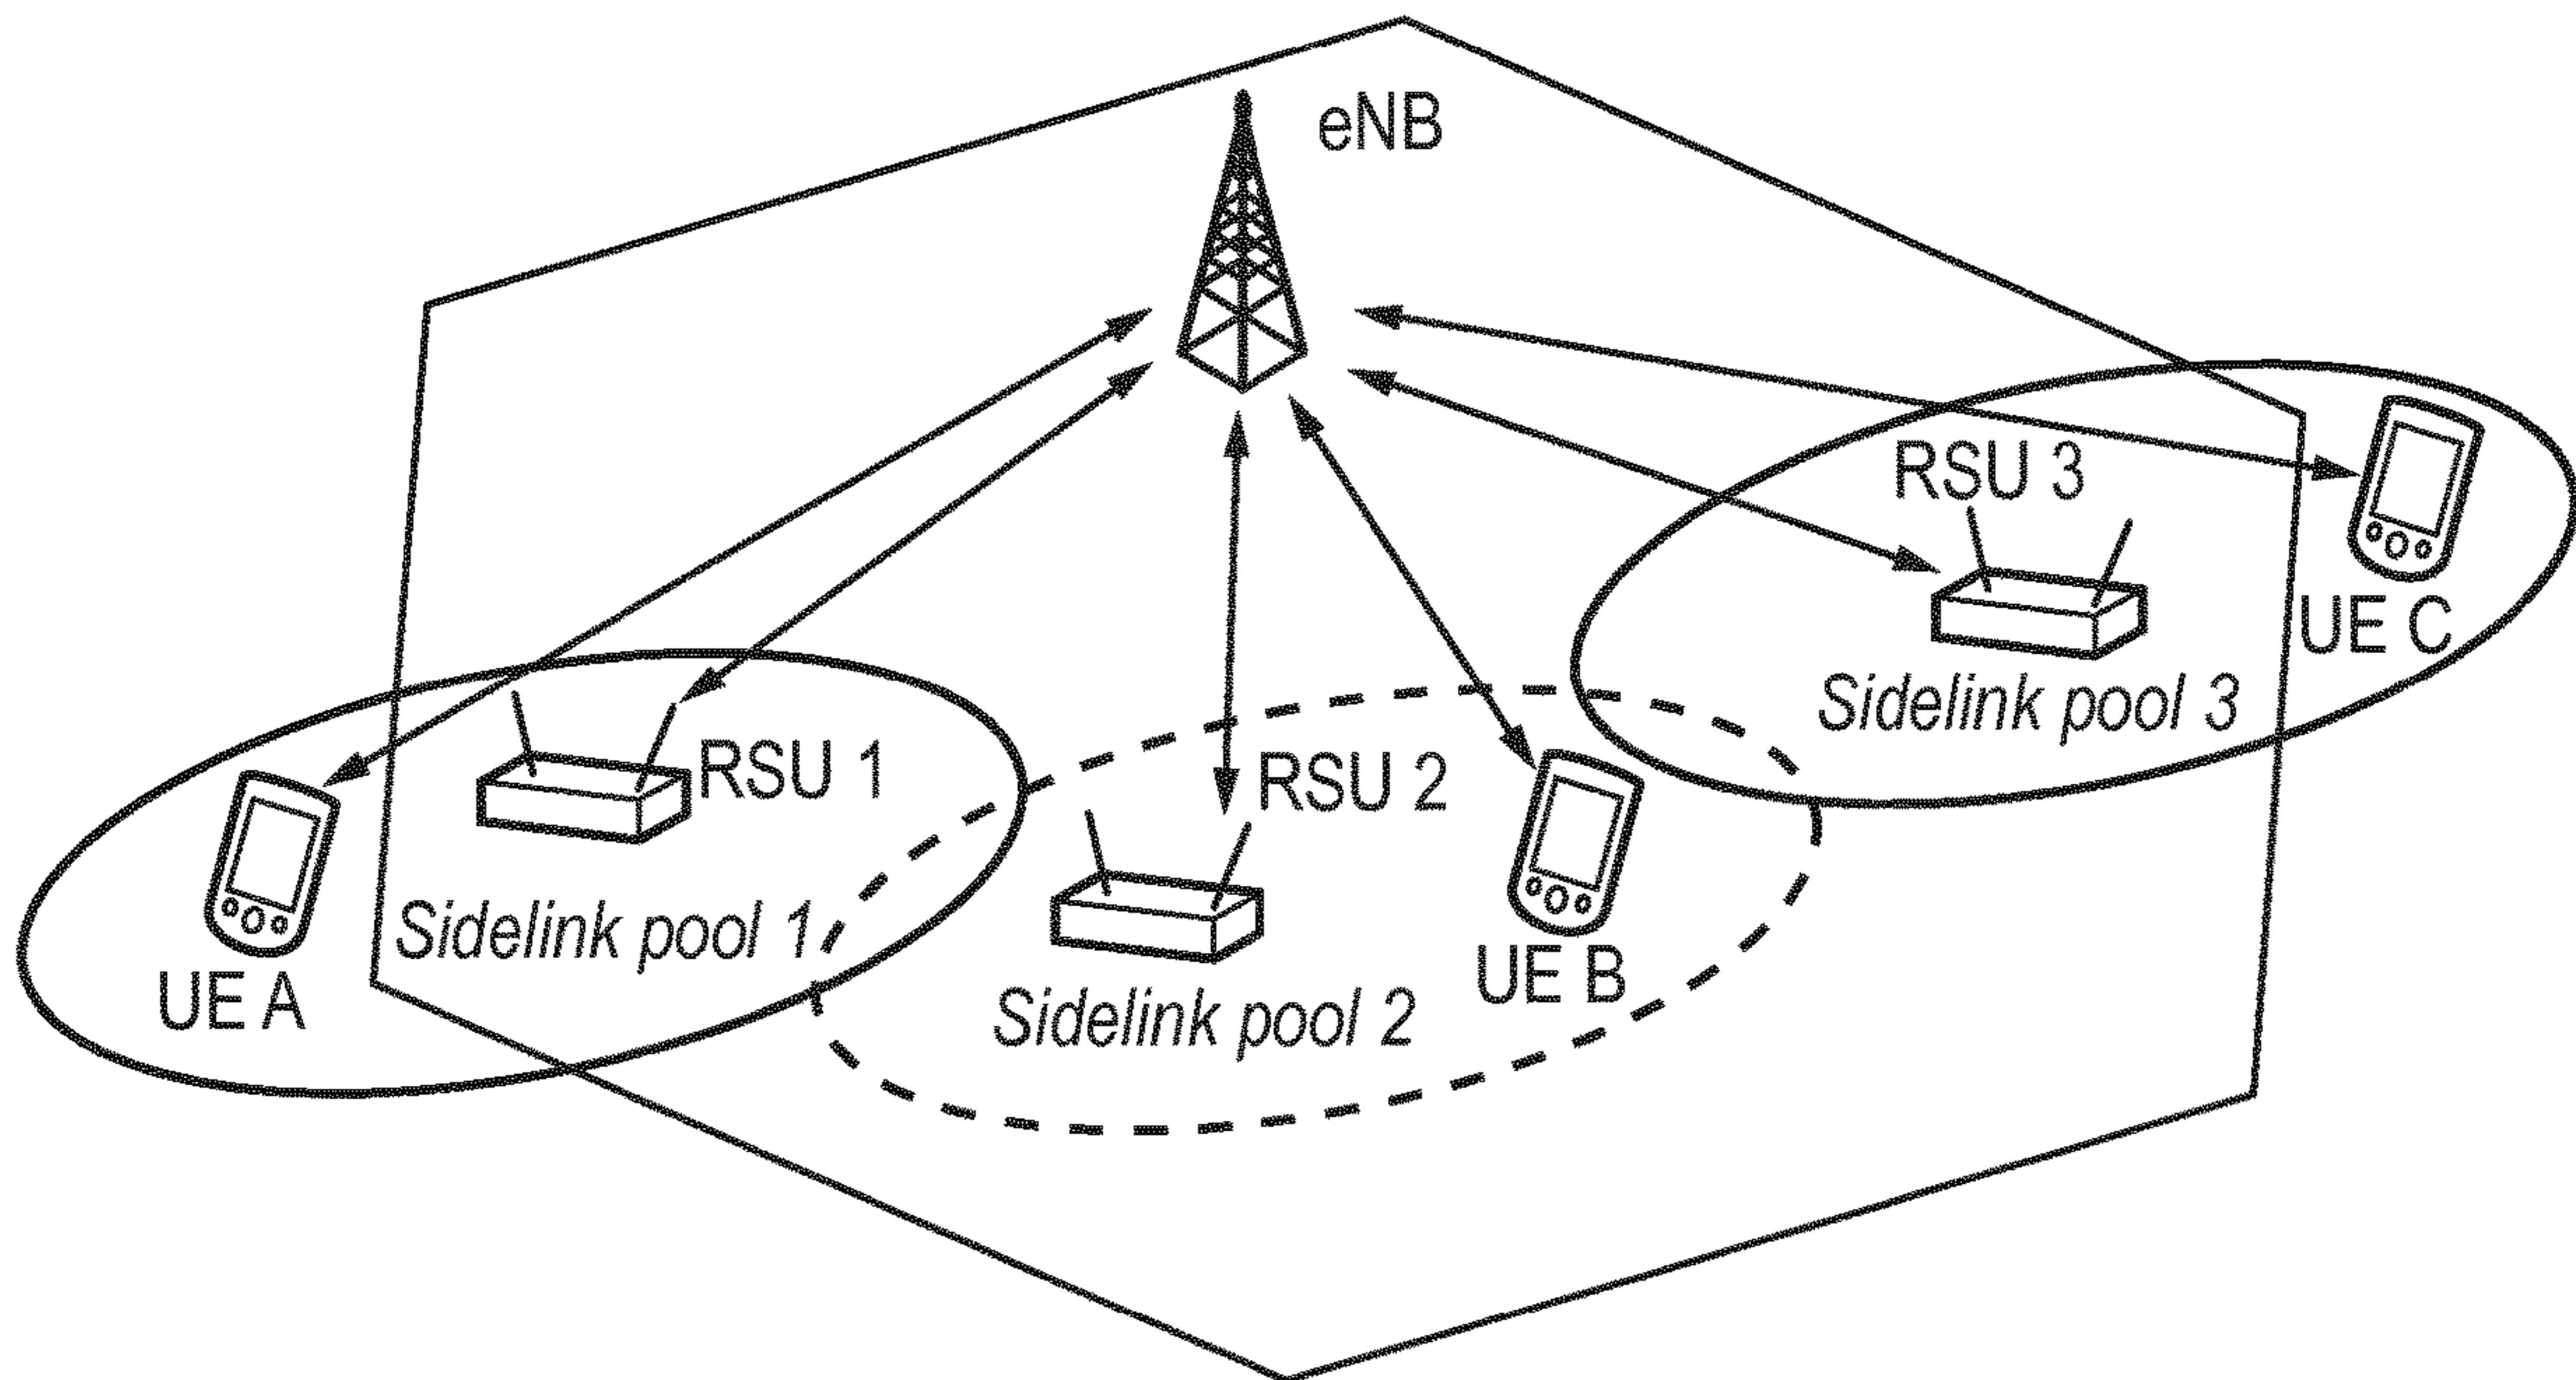 eNB
RSU 3
UE C
Sidelink pool 3
RSU 1
RSU 2
Sidelink pool 1
UE A
UE B
Sidelink pool 2